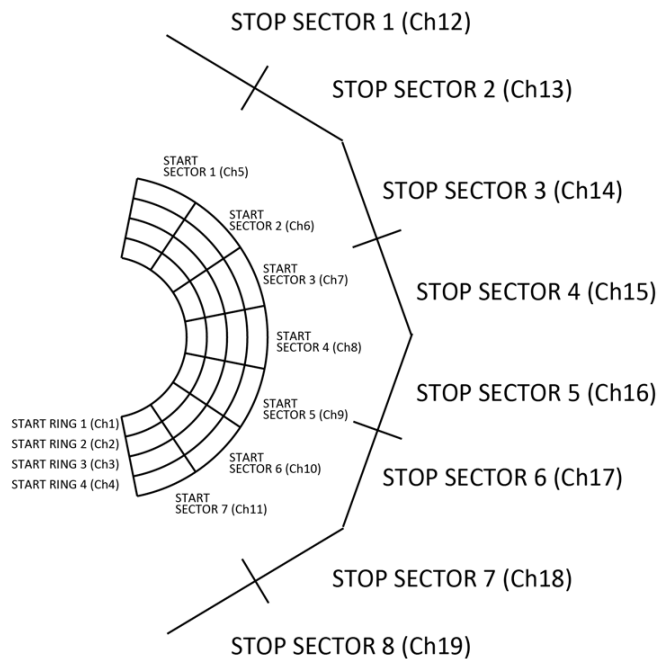 STOP SECTOR 1 (Ch12)
STOP SECTOR 2 (Ch13)
START
SECTOR 1 (Ch5)
STOP SECTOR 3 (Ch14)
START
SECTOR 2 (Ch6)
START
SECTOR 3 (Ch7)
STOP SECTOR 4 (Ch15)
START
SECTOR 4 (Ch8)
STOP SECTOR 5 (Ch16)
START
SECTOR 5 (Ch9)
START RING 1 (Ch1)
START RING 2 (Ch2)
START RING 3 (Ch3)
START RING 4 (Ch4)
START
SECTOR 6 (Ch10)
STOP SECTOR 6 (Ch17)
START
SECTOR 7 (Ch11)
STOP SECTOR 7 (Ch18)
STOP SECTOR 8 (Ch19)